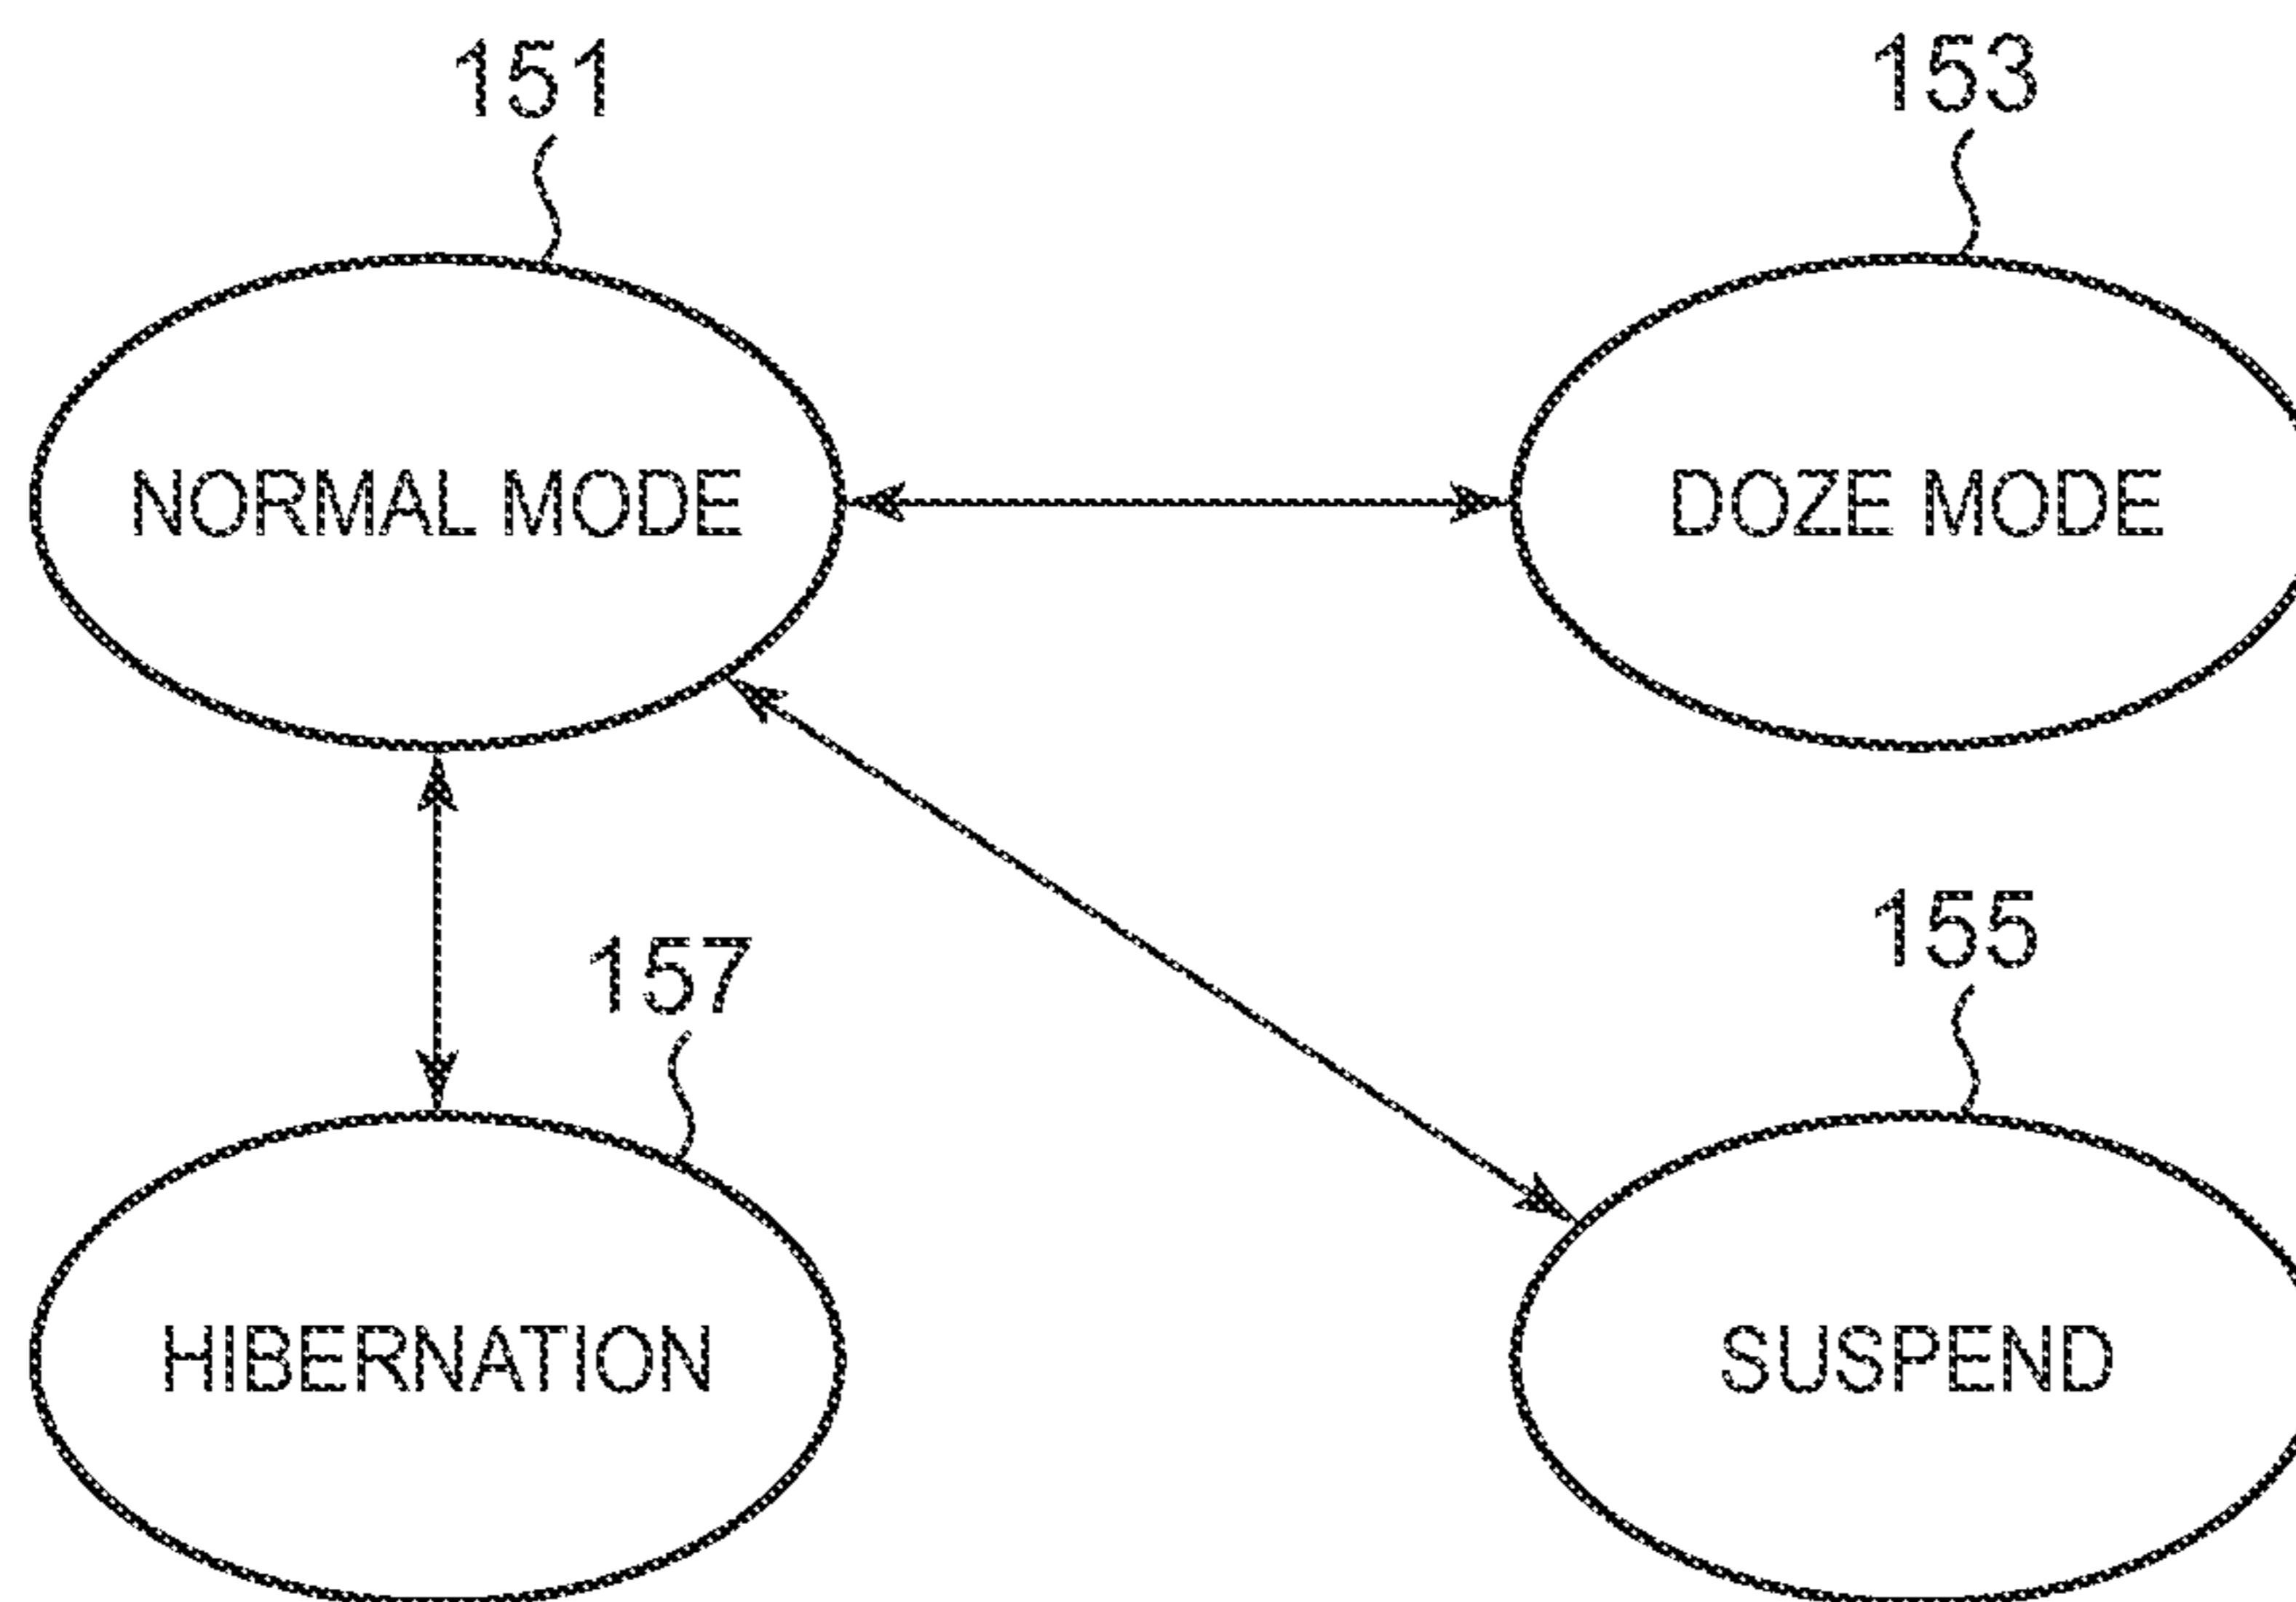 151
153
NORMAL MODE
DOZE MODE
157
155
HIBERNATION
SUSPEND